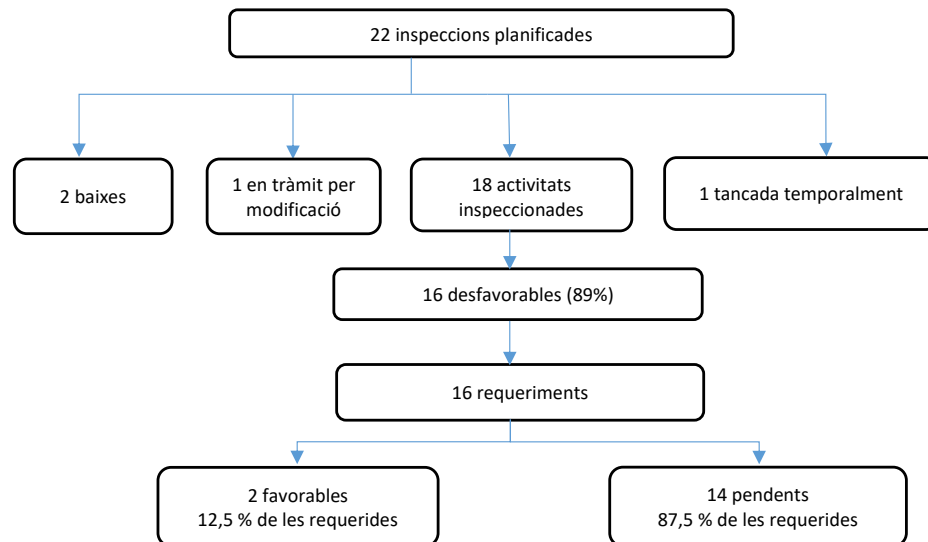 22 inspeccions planificades
2 baixes
1 en tràmit per
modificació
18 activitats
inspeccionades
1 tancada temporalment
16 desfavorables (89%)
16 requeriments
2 favorables
12,5 % de les requerides
14 pendents
87,5 % de les requerides